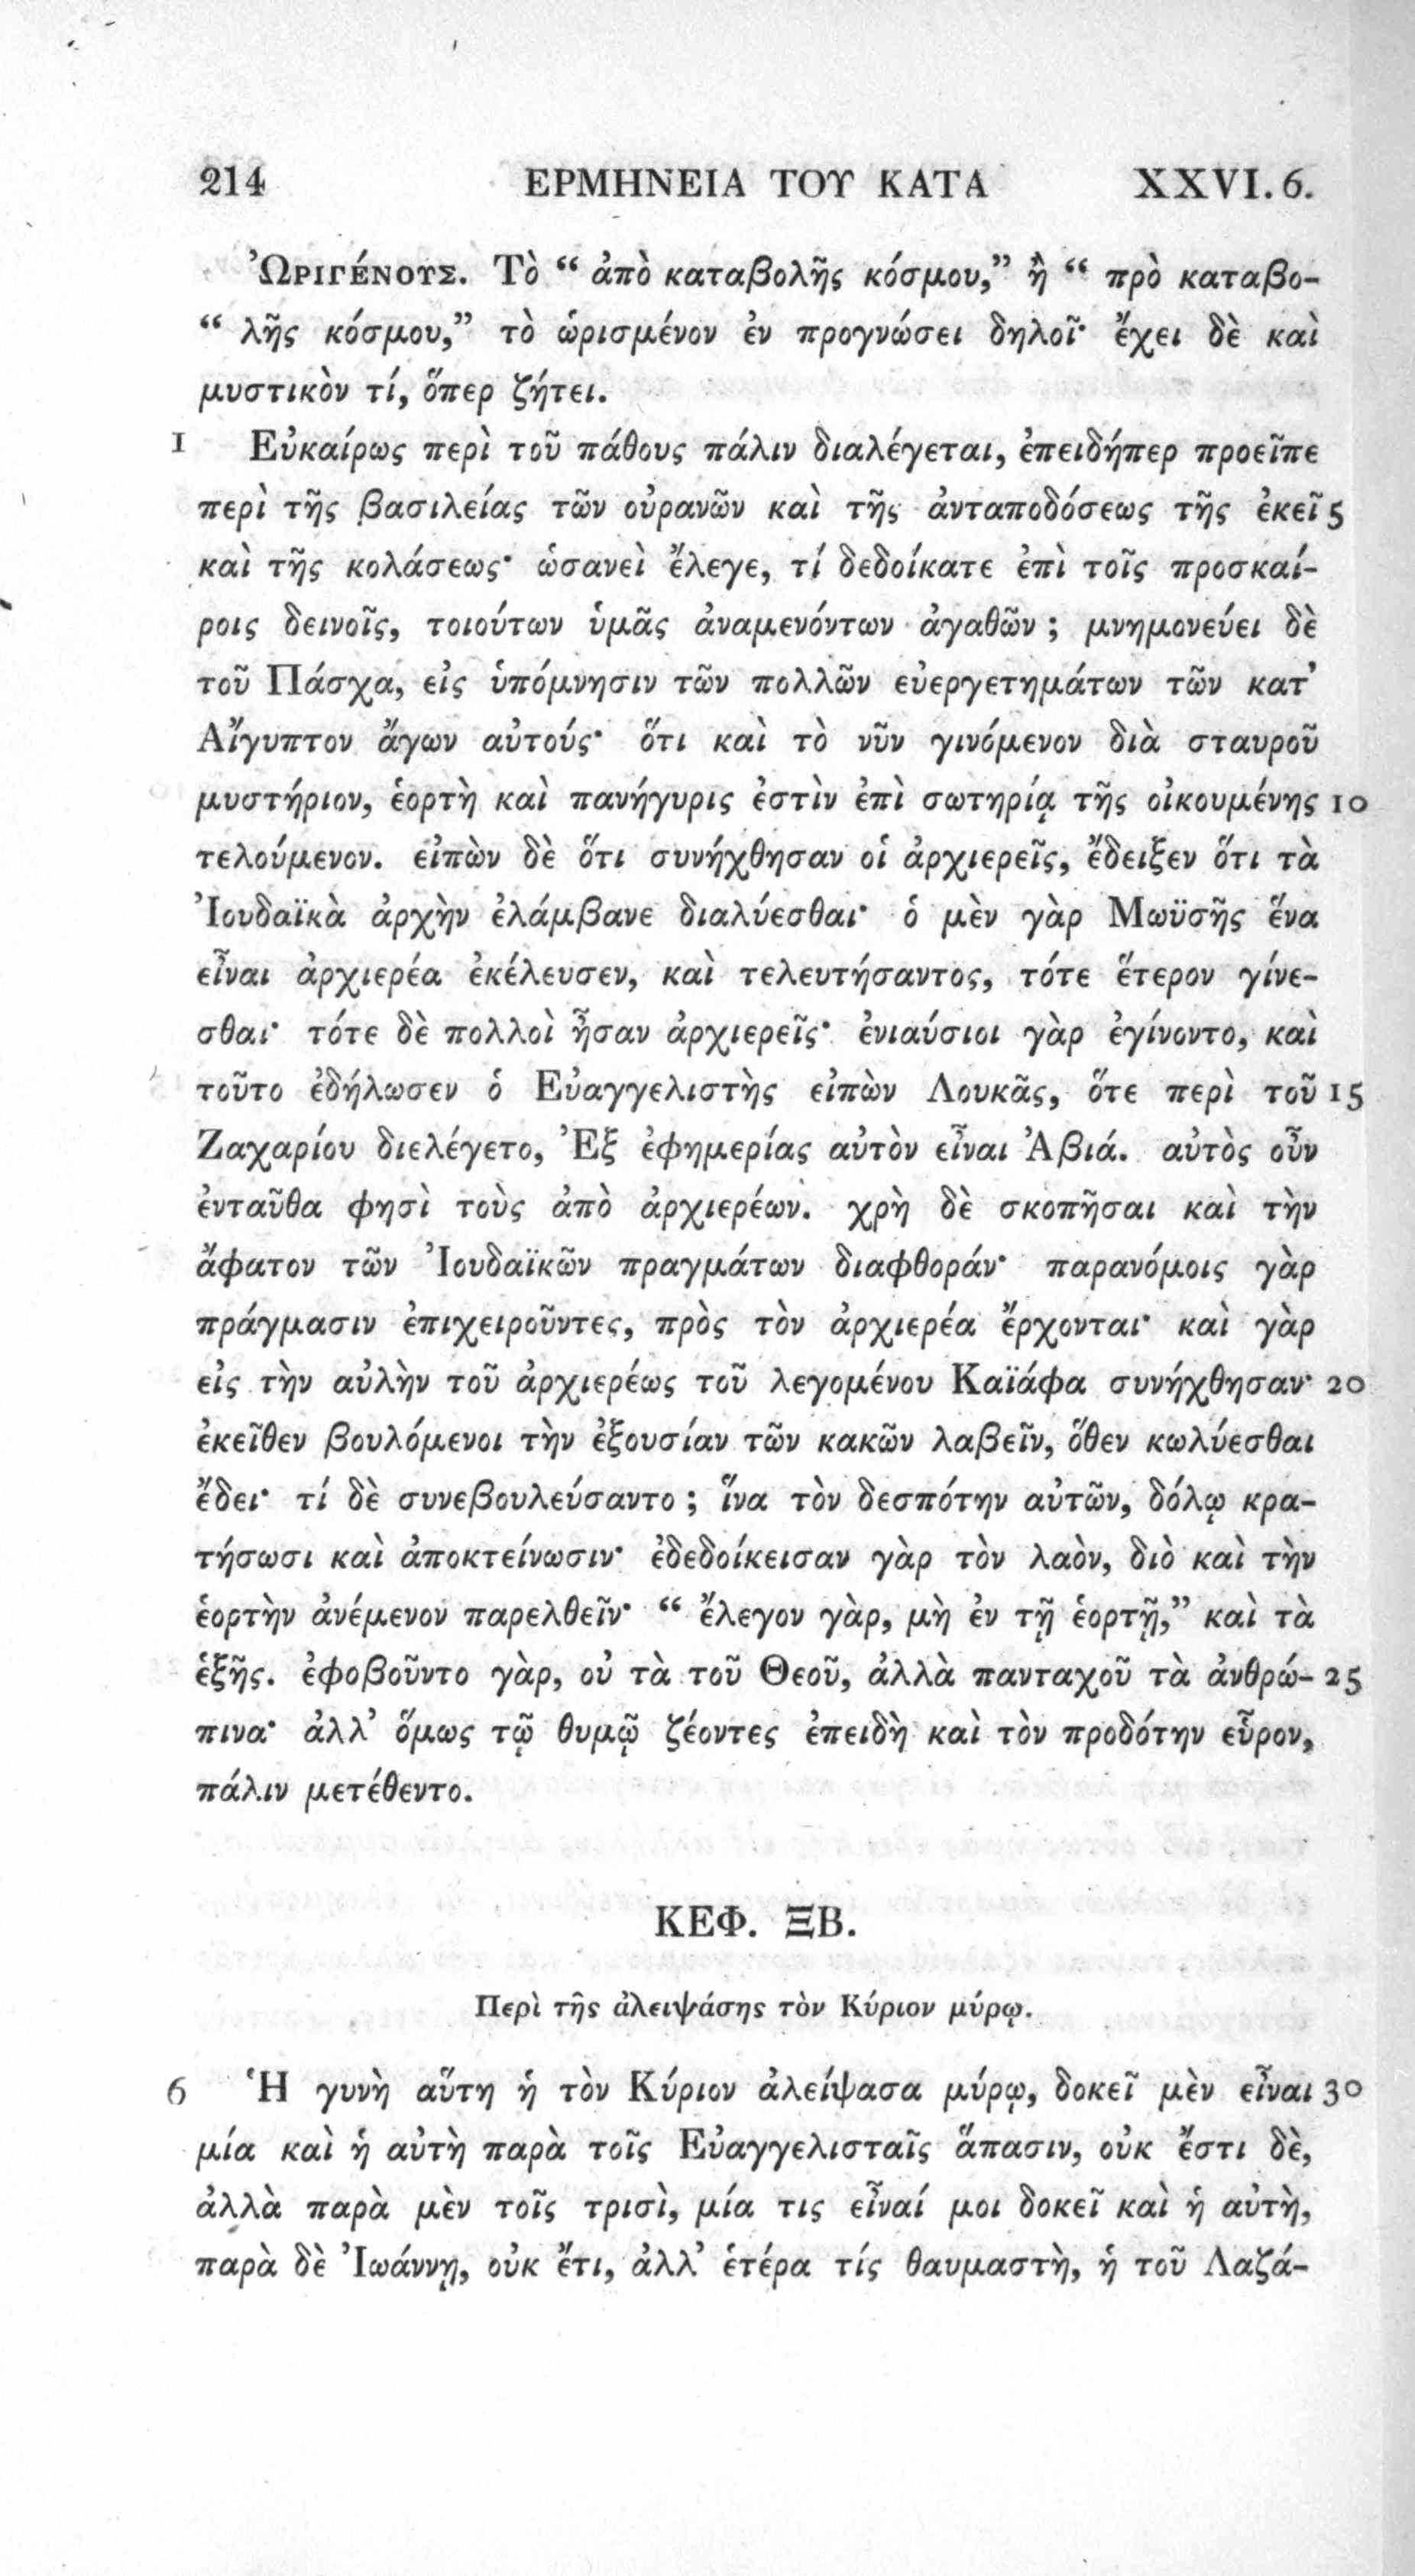 214 ΕΡΜΗΝΕΙΑ ΤΟΥ ΚΑΤΑ XXVI. 6.
ὨΡΙΓΈΝΟΥΣ. Τὸ “ ἀπὸ καταβολῆς κόσμου,” ἢ “ πρὸ καταβο-
“ λῆς κόσμου,” τὸ ὡρισμένον ἐν προγνώσει δηλοῖ· ἔχει δὲ καὶ
μυστικὸν τί, ὅπερ ζήτει.
1 Εὐκαίρως περὶ τοῦ πάθους πάλιν διαλέγεται, ἐπειδήπερ προεῖπε
περὶ τῆς βασιλείας τῶν οὐρανῶν καὶ τῆς ἀνταποδόσεως τῆς ἐκεῖ 5
καὶ τῆς κολάσεως· ὡσανεὶ ἔλεγε, τί δεδοίκατε ἐπὶ τοῖς προσκαί-
ροις δεινοῖς, τοιούτων ὑμᾶς ἀναμενόντων ἀγαθῶν ; μνημονεύει δὲ
τοῦ Πάσχα, εἰς ὑπόμνησιν τῶν πολλῶν εὐεργετημάτων τῶν κατ’
Αἴγυπτον ἄγων αὐτούς· ὅτι καὶ τὸ νῦν γινόμενον διὰ σταυροῦ
μυστήριον, ἑορτὴ καὶ πανήγυρις ἐστὶν ἐπὶ σωτηρίᾳ τῆς οἰκουμένης 10
τελούμενον. εἰπὼν δὲ ὅτι συνήχθησαν οἱ ἀρχιερεῖς, ἔδειξεν ὅτι τὰ
Ἰουδαϊκὰ ἀρχὴν ἐλάμβανε διαλύεσθαι· ὁ μὲν γὰρ Μωϋσῆς ἕνα
εἶναι ἀρχιερέα ἐκέλευσεν, καὶ τελευτήσαντος, τότε ἕτερον γίνε-
σθαι· τότε δὲ πολλοὶ ἦσαν ἀρχιερεῖς· ἐνιαύσιοι γὰρ ἐγίνοντο, καὶ
τοῦτο ἐδήλωσεν ὁ Εὐαγγελιστὴς εἰπὼν Λουκᾶς, ὅτε περὶ τοῦ 15
Ζαχαρίου διελέγετο, Ἐξ ἐφημερίας αὐτὸν εἶναι Ἀβιά. αὐτὸς οὖν
ἐνταῦθα φησὶ τοὺς ἀπὸ ἀρχιερέων. χρὴ δὲ σκοπῆσαι καὶ τὴν
ἄφατον τῶν Ἰουδαϊκῶν πραγμάτων διαφθοράν· παρανόμοις γὰρ
πράγμασιν ἐπιχειροῦντες, πρὸς τὸν ἀρχιερέα ἔρχονται· καὶ γὰρ
εἰς τὴν αὐλὴν τοῦ ἀρχιερέως τοῦ λεγομένου Καϊάφα συνήχθησαν· 20
ἐκεῖθεν βουλόμενοι τὴν ἐξουσίαν τῶν κακῶν λαβεῖν, ὅθεν κωλύεσθαι
ἔδει· τί δὲ συνεβουλεύσαντο ; ἵνα τὸν δεσπότην αὐτῶν, δόλῳ κρα-
τήσωσι καὶ ἀποκτείνωσιν· ἐδεδοίκεισαν γὰρ τὸν λαὸν, διὸ καὶ τὴν
ἑορτὴν ἀνέμενον παρελθεῖν· “ ἔλεγον γὰρ, μὴ ἐν τῇ ἑορτῇ,” καὶ τὰ
ἑξῆς. ἐφοβοῦντο γὰρ, οὐ τὰ τοῦ Θεοῦ, ἀλλὰ πανταχοῦ τὰ ἀνθρώ- 25
πινα· ἀλλ’ ὅμως τῷ θυμῷ ζέοντες ἐπειδὴ καὶ τὸν προδότην εὗρον,
πάλιν μετέθεντο.
ΚΕΦ. ΞΒ.
Περὶ τῆς ἀλειψάσης τὸν Κύριον μύρῳ.
6 Ἡ γυνὴ αὕτη ἡ τὸν Κύριον ἀλείψασα μύρῳ, δοκεῖ μὲν εἶναι 30
μία καὶ ἡ αὐτὴ παρὰ τοῖς Εὐαγγελισταῖς ἅπασιν, οὐκ ἔστι δὲ,
ἀλλὰ παρὰ μὲν τοῖς τρισὶ, μία τις εἶναί μοι δοκεῖ καὶ ἡ αὐτὴ,
παρὰ δὲ Ἰωάννῃ, οὐκ ἔτι, ἀλλ’ ἑτέρα τίς θαυμαστὴ, ἡ τοῦ Λαζά-